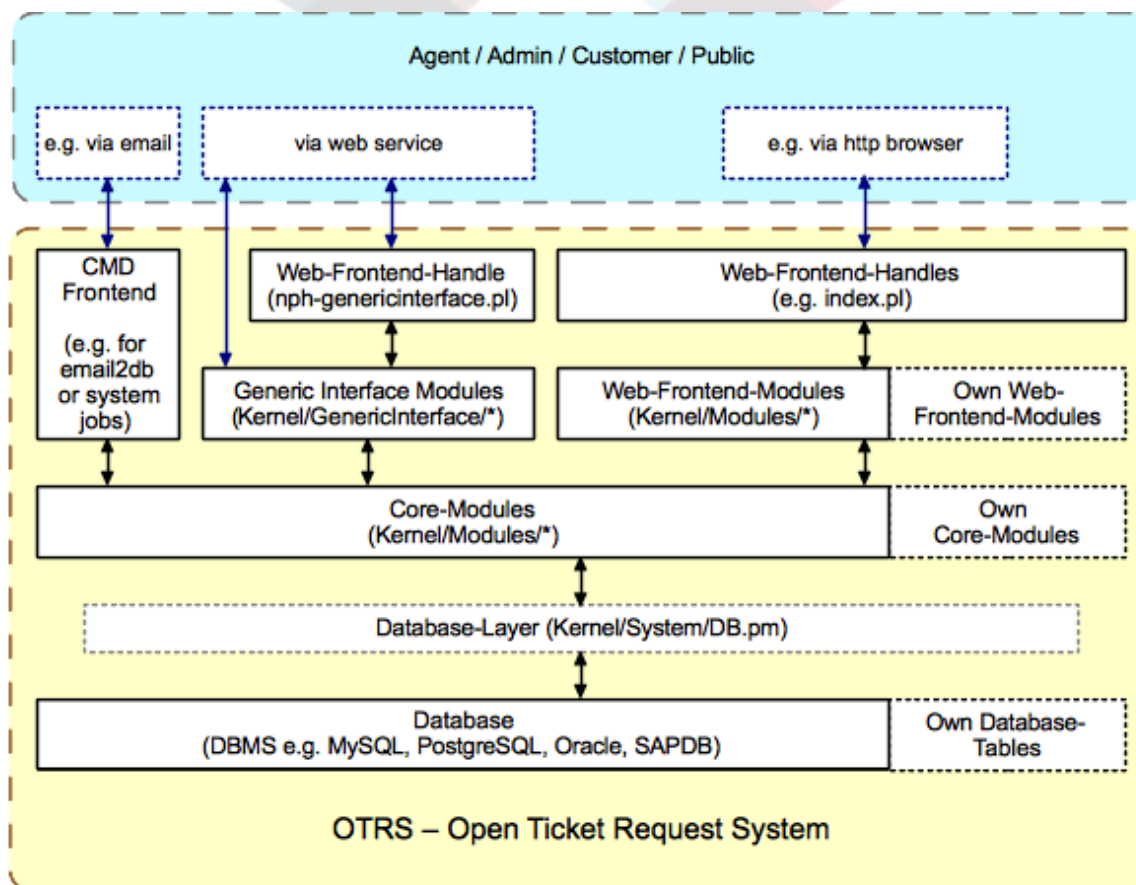 Agent / Admin / Customer / Public
e.g. via email
via web service
e.g. via http browser
CMD
Frontend
(e.g. for
email2db
or system
jobs)
Web-Frontend-Handle
(nph-genericinterface.pl)
Web-Frontend-Handles
(e.g. index.pl)
Generic Interface Modules
(Kernel/GenericInterface/*)
Web-Frontend-Modules
(Kernel/Modules/*)
Own Web-
Frontend-Modules
Core-Modules
(Kernel/Modules/*)
Own
Core-Modules
Database-Layer (Kernel/System/DB.pm)
Database
(DBMS e.g. MySQL, PostgreSQL, Oracle, SAPDB)
Own Database-
Tables
OTRS – Open Ticket Request System